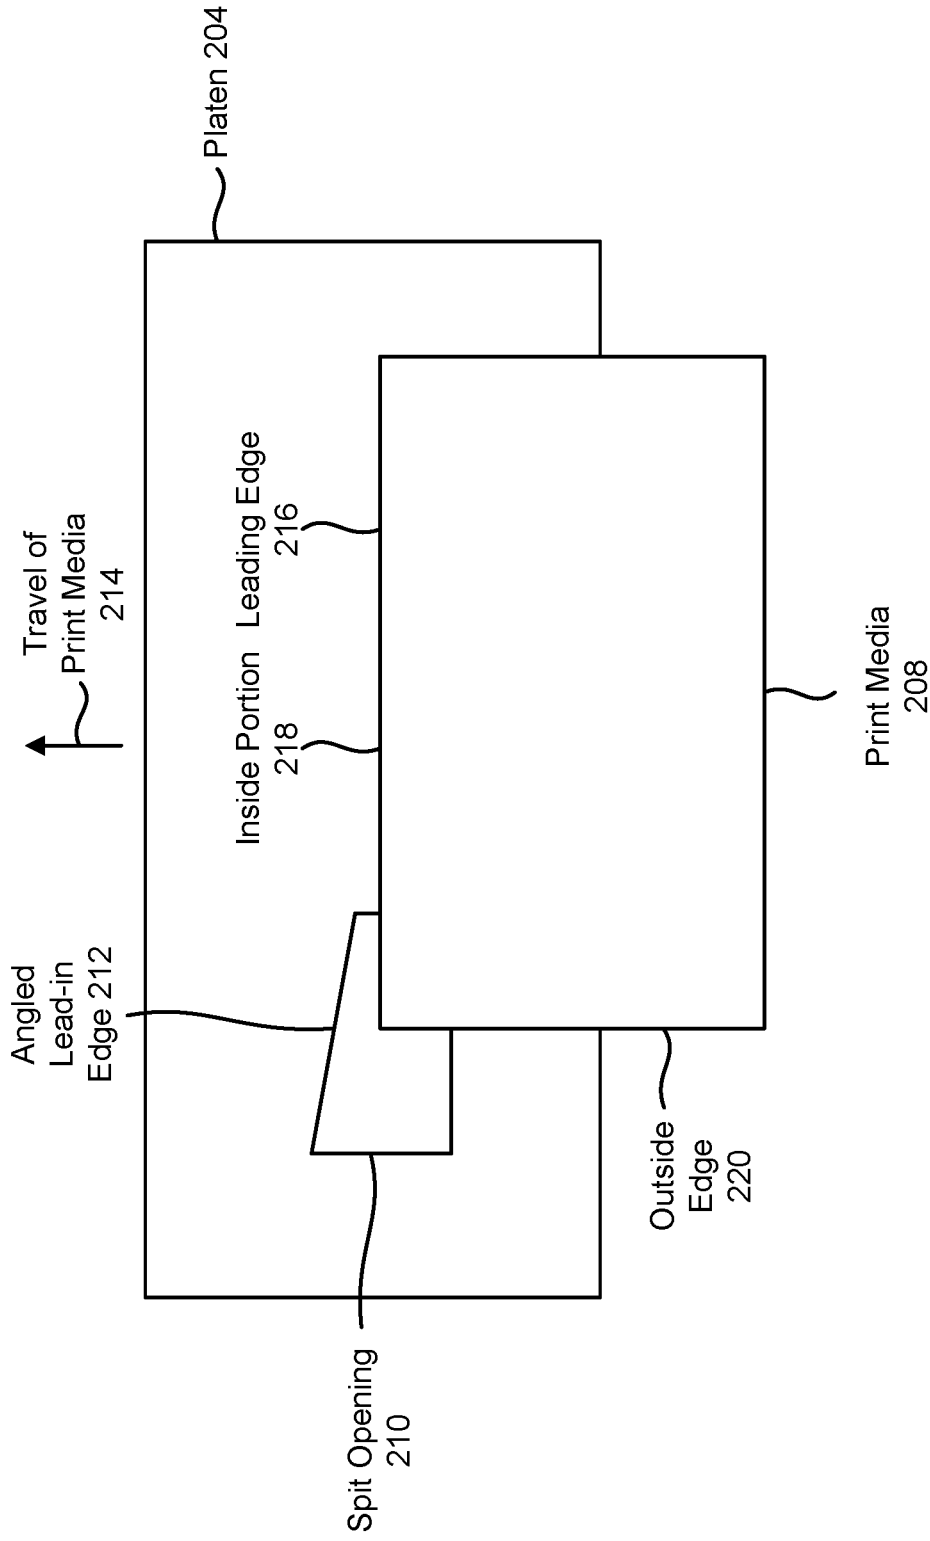 Platen 204
Travel of
Print Media
214
Leading Edge
216
Inside Portion
218
Angled
Lead-in
Edge 212
Print Media
208
Outside
Edge
220
Spit Opening
210